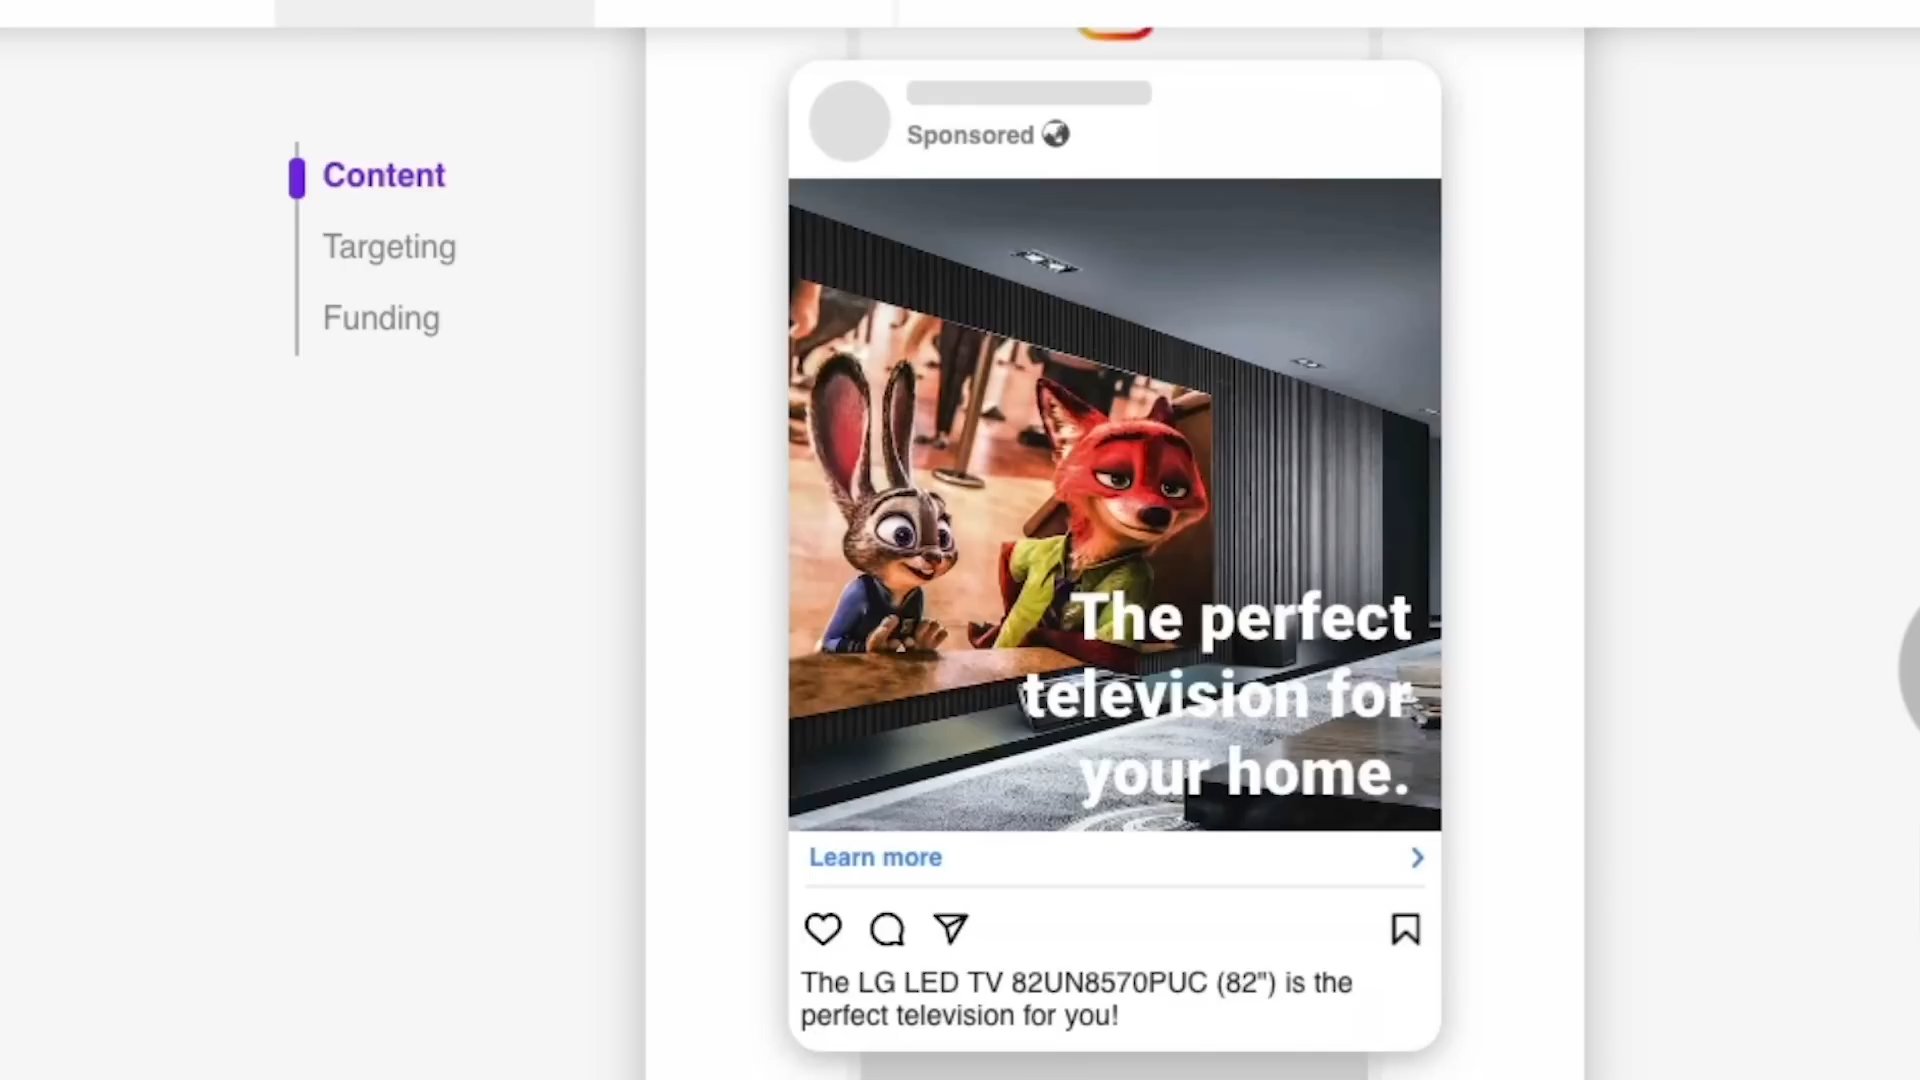 Content
Targeting
Funding
Sponsored
The perfect
television for
your home.
Learn more
The LG LED TV 82UN8570PUC (82") is the
perfect television for you!